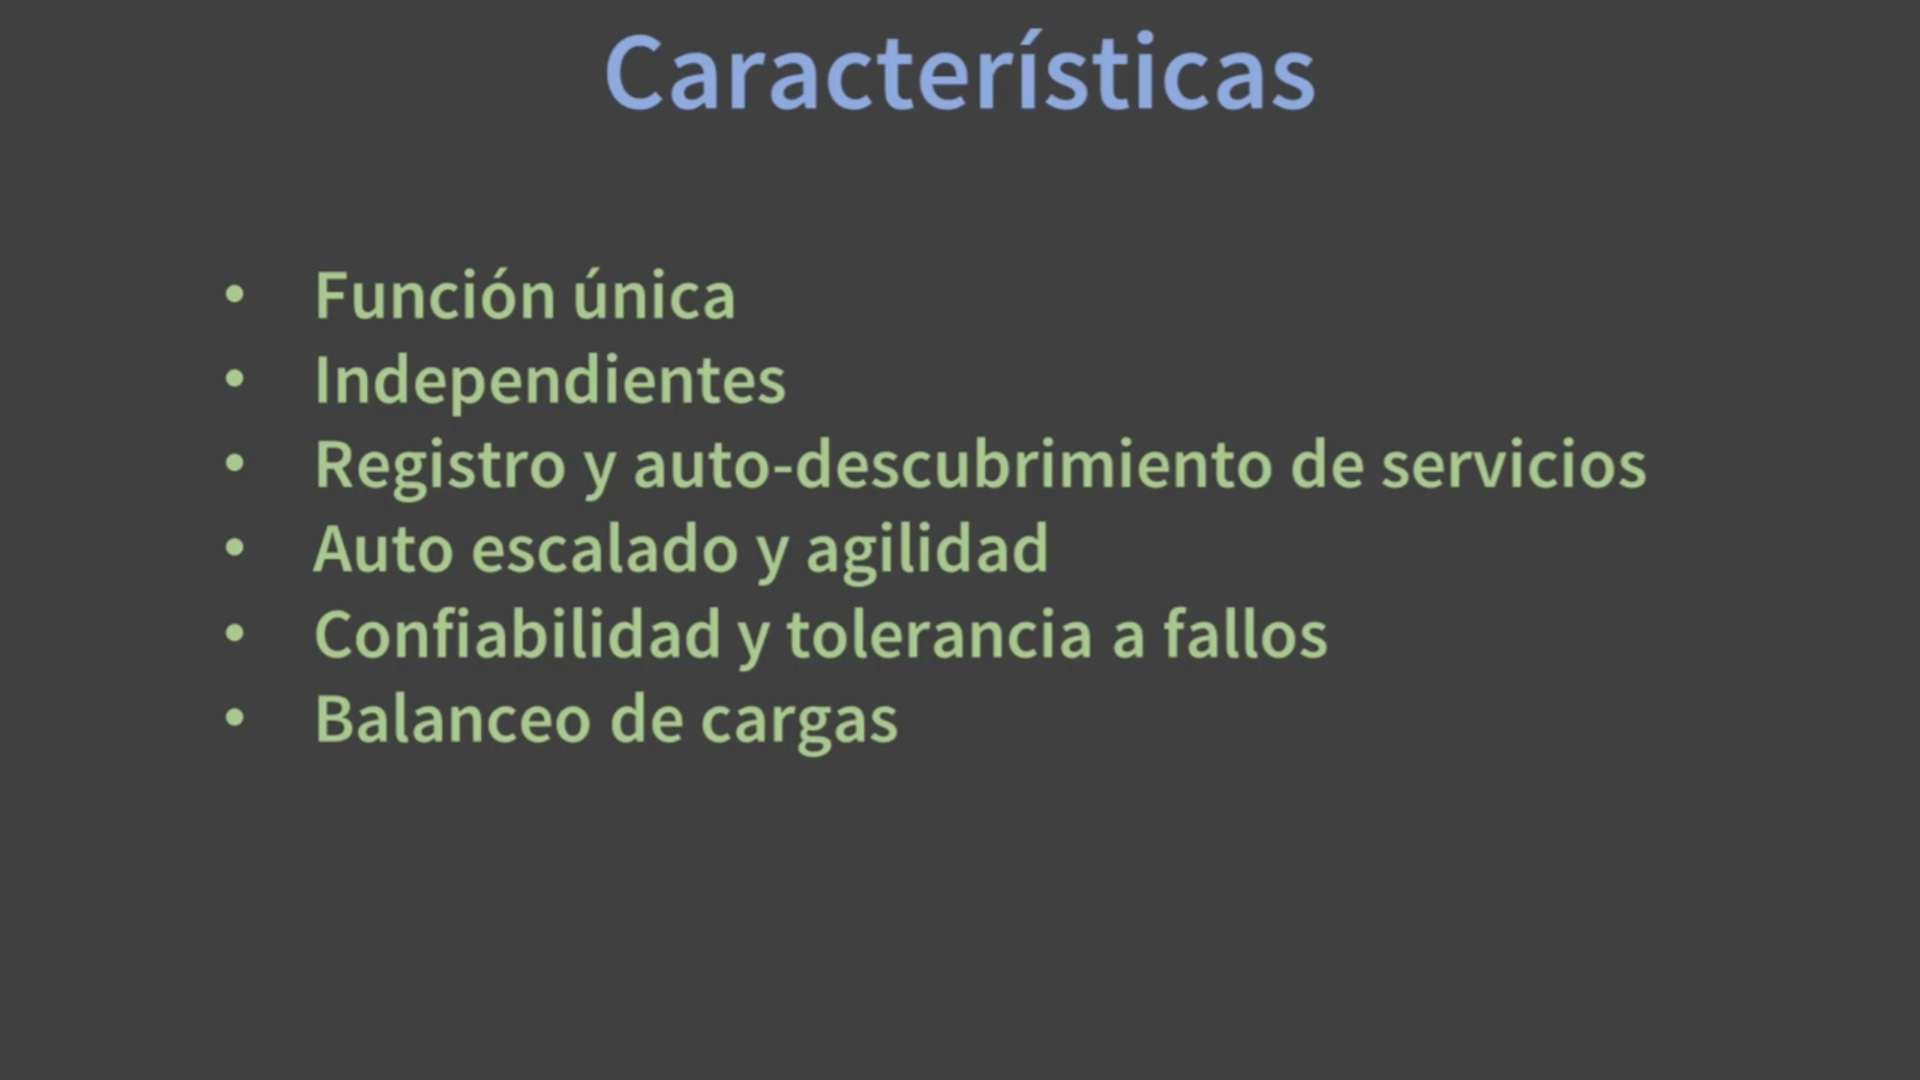 Características
• Función única
• Independientes
• Registro y auto-descubrimiento de servicios
• Auto escalado y agilidad
• Confiabilidad y tolerancia a fallos
• Balanceo de cargas